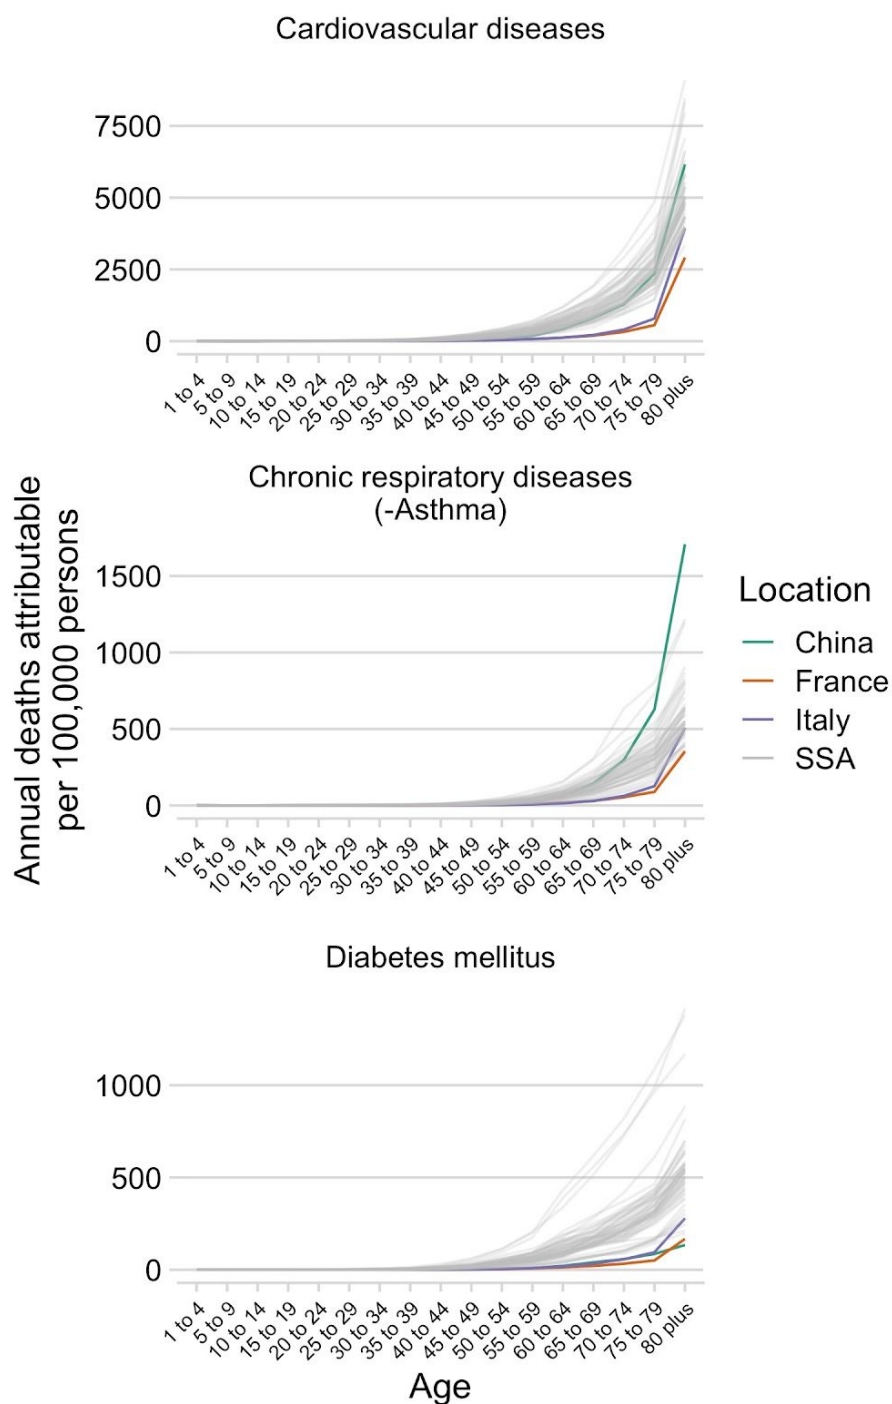 Cardiovascular diseases
7500
5000
2500
0
1 to 4
5 to 9
10 to 14
15 to 19
20 to 24
25 to 29
30 to 34
35 to 39
40 to 44
45 to 49
50 to 54
55 to 59
60 to 64
65 to 69
70 to 74
75 to 79
80 plus
Annual deaths attributable
per 100,000 persons
Chronic respiratory diseases
(-Asthma)
1500
1000
500
0
1 to 4
5 to 9
10 to 14
15 to 19
20 to 24
25 to 29
30 to 34
35 to 39
40 to 44
45 to 49
50 to 54
55 to 59
60 to 64
65 to 69
70 to 74
75 to 79
80 plus
Location
China
France
Italy
SSA
Diabetes mellitus
1000
500
0
1 to 4
5 to 9
10 to 14
15 to 19
20 to 24
25 to 29
30 to 34
35 to 39
40 to 44
45 to 49
50 to 54
55 to 59
60 to 64
65 to 69
70 to 74
75 to 79
80 plus
Age